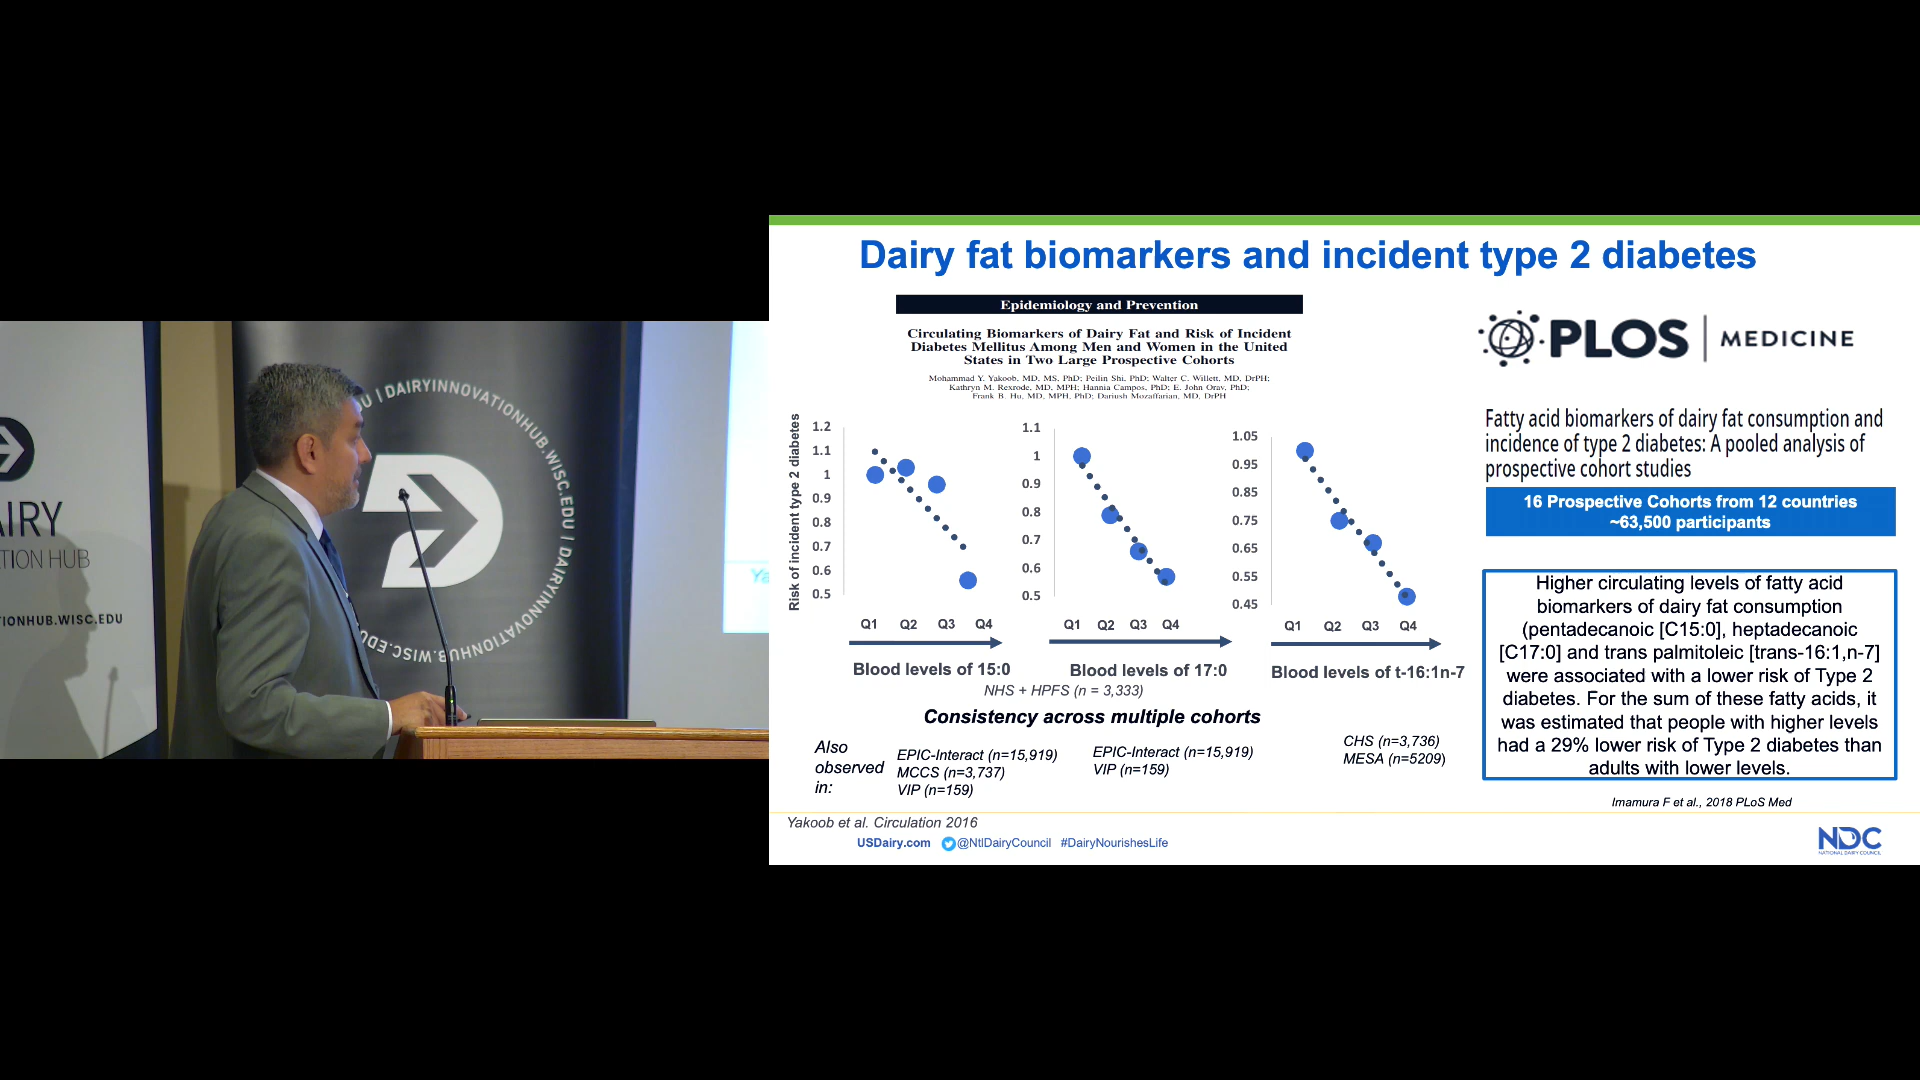 AIRY
TION HUB
IONHUB.WISC.EDU
U | DAIRYINNOVATIONHUB.WISC.EDU | DAIRYINNOVATIONHUB.WISC.EDU
Ya
Dairy fat biomarkers and incident type 2 diabetes
Epidemiology and Prevention
Circulating Biomarkers of Dairy Fat and Risk of Incident
Diabetes Mellitus Among Men and Women in the United
States in Two Large Prospective Cohorts
Mohammad Y. Yakoob, MD, MS, PhD; Peilin Shi, PhD; Walter C. Willett, MD, DrPH;
Kathryn M. Rexrode, MD, MPH; Hannia Campos, PhD; E. John Orav, PhD;
Frank B. Hu, MD, MPH, PhD; Dariush Mozaffarian, MD, DrPH
Risk of incident type 2 diabetes
1.2
1.1
1
0.9
0.8
0.7
0.6
0.5
Q1 Q2 Q3 Q4
Blood levels of 15:0
1.1
1
0.9
0.8
0.7
0.6
0.5
Q1 Q2 Q3 Q4
Blood levels of 17:0
1.05
0.95
0.85
0.75
0.65
0.55
0.45
Q1 Q2 Q3 Q4
Blood levels of t-16:1n-7
NHS + HPFS (n = 3,333)
Consistency across multiple cohorts
Also
observed
in:
EPIC-Interact (n=15,919)
MCCS (n=3,737)
VIP (n=159)
EPIC-Interact (n=15,919)
VIP (n=159)
CHS (n=3,736)
MESA (n=5209)
PLOS | MEDICINE
Fatty acid biomarkers of dairy fat consumption and
incidence of type 2 diabetes: A pooled analysis of
prospective cohort studies
16 Prospective Cohorts from 12 countries
~63,500 participants
Higher circulating levels of fatty acid
biomarkers of dairy fat consumption
(pentadecanoic [C15:0], heptadecanoic
[C17:0] and trans palmitoleic [trans-16:1,n-7]
were associated with a lower risk of Type 2
diabetes. For the sum of these fatty acids, it
was estimated that people with higher levels
had a 29% lower risk of Type 2 diabetes than
adults with lower levels.
Imamura F et al., 2018 PLoS Med
Yakoob et al. Circulation 2016
USDairy.com @NtlDairyCouncil #DairyNourishesLife
NDC
NATIONAL DAIRY COUNCIL